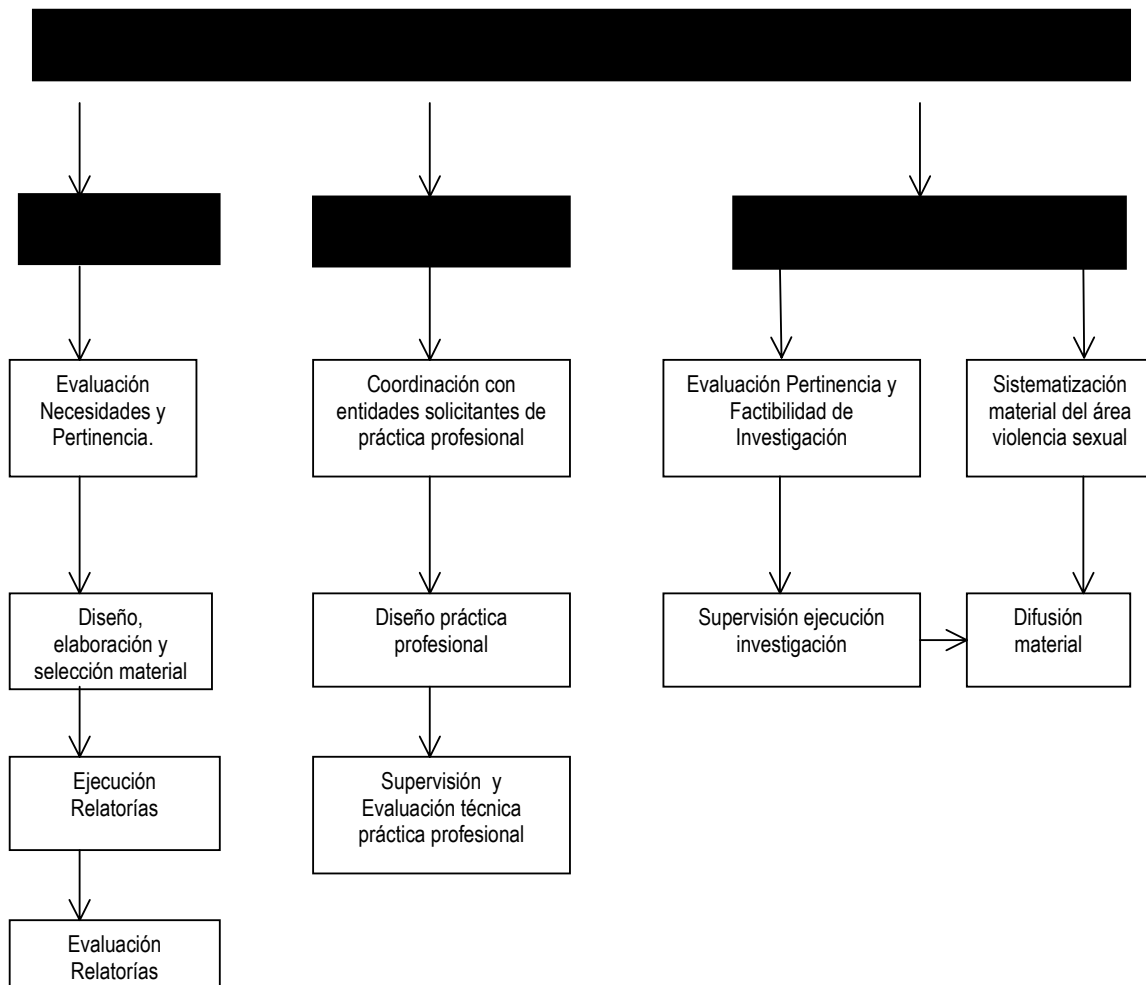 Evaluación
Necesidades y
Pertinencia.
Coordinación con
entidades solicitantes de
práctica profesional
Evaluación Pertinencia y
Factibilidad de
Investigación
Sistematización
material del área
violencia sexual
Diseño,
elaboración y
selección material
Diseño práctica
profesional
Supervisión ejecución
investigación
Difusión
material
Ejecución
Relatorías
Supervisión y
Evaluación técnica
práctica profesional
Evaluación
Relatorías